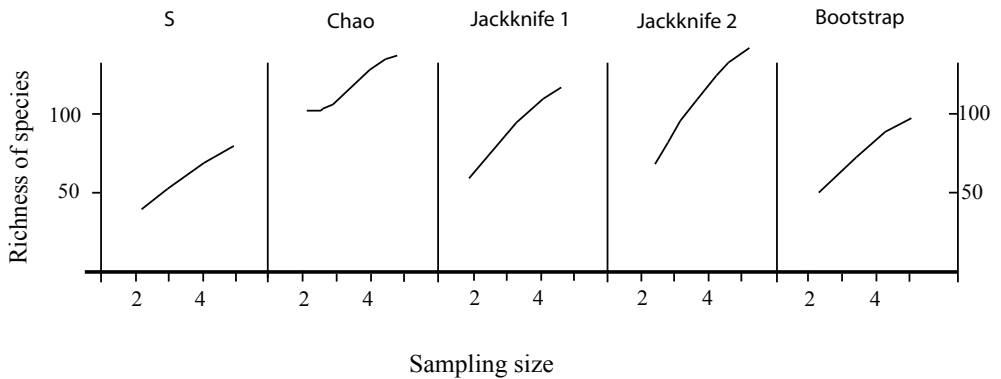 S Chao Jackknife 1 Jackknife 2 Bootstrap
Richness of species
100 100
50 50
2 4 2 4 2 4 2 4 2 4
Sampling size